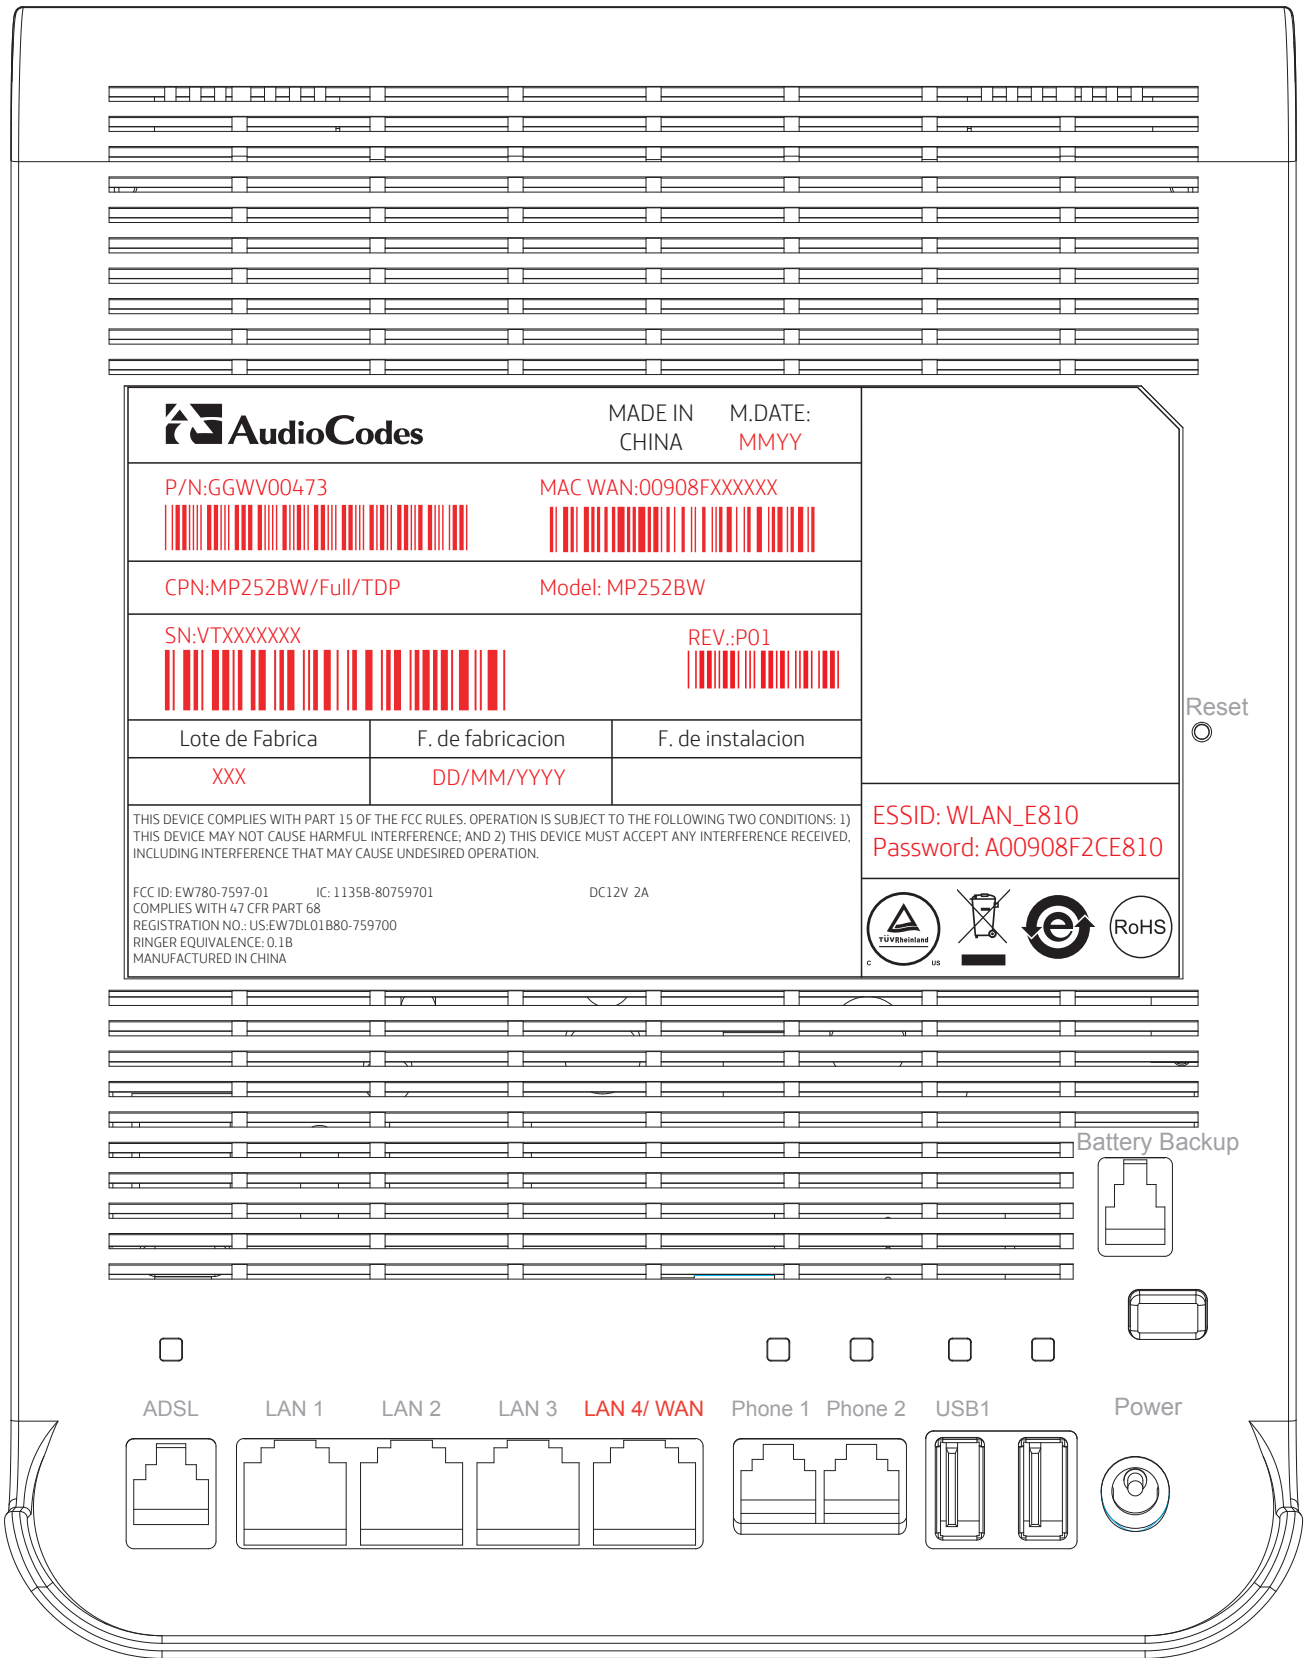 AudioCodes
MADE IN CHINA
M.DATE: MMYY
P/N:GGWV00473
MAC WAN:00908FXXXXXX
CPN:MP252BW/Full/TDP
Model: MP252BW
SN:VTXXXXXXX
REV.:P01
Lote de Fabrica
F. de fabricacion
F. de instalacion
XXX
DD/MM/YYYY
THIS DEVICE COMPLIES WITH PART 15 OF THE FCC RULES. OPERATION IS SUBJECT TO THE FOLLOWING TWO CONDITIONS: 1)
THIS DEVICE MAY NOT CAUSE HARMFUL INTERFERENCE; AND 2) THIS DEVICE MUST ACCEPT ANY INTERFERENCE RECEIVED,
INCLUDING INTERFERENCE THAT MAY CAUSE UNDESIRED OPERATION.
FCC ID: EW780-7597-01 IC: 1135B-80759701 DC12V 2A
COMPLIES WITH 47 CFR PART 68
REGISTRATION NO.: US:EW7DL01B80-759700
RINGER EQUIVALENCE: 0.1B
MANUFACTURED IN CHINA
ESSID: WLAN_E810
Password: A00908F2CE810
TÜVRheinland
C US
e
RoHS
Reset
Battery Backup
ADSL
LAN 1
LAN 2
LAN 3
LAN 4/ WAN
Phone 1
Phone 2
USB1
Power